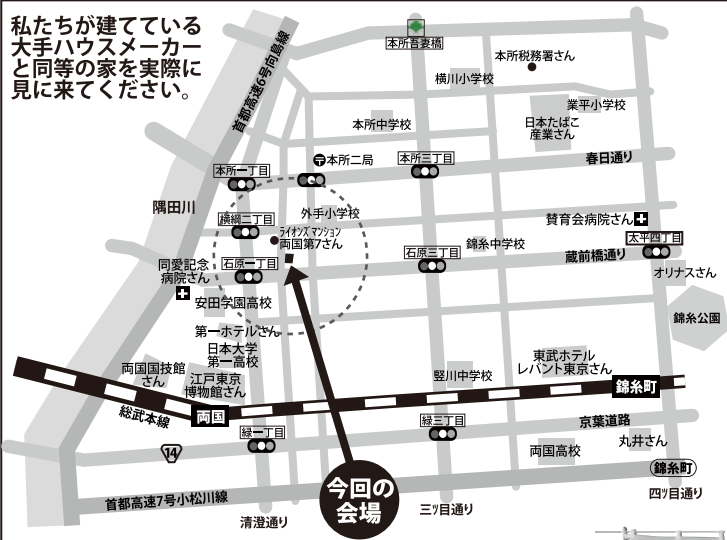 私たちが建てている
大手ハウスメーカー
と同等の家を実際に
見に来てください。
首都高速6号向島線
本所吾妻橋
本所税務署さん
横川小学校
業平小学校
日本たばこ
産業さん
本所中学校
本所二局
本所三丁目
春日通り
本所一丁目
隅田川
外手小学校
横綱二丁目
ライオンズマンション
両国第7さん
賛育会病院さん
太平四丁目
錦糸中学校
石原三丁目
蔵前橋通り
同愛記念
病院さん
石原一丁目
オリナスさん
安田学園高校
錦糸公園
第一ホテルさん
日本大学
第一高校
両国国技館
さん
江戸東京
博物館さん
東武ホテル
レバント東京さん
竪川中学校
錦糸町
総武本線
両国
緑一丁目
緑三丁目
京葉道路
14
両国高校
丸井さん
錦糸町
首都高速7号小松川線
今回の
会場
清澄通り
三ツ目通り
四ツ目通り